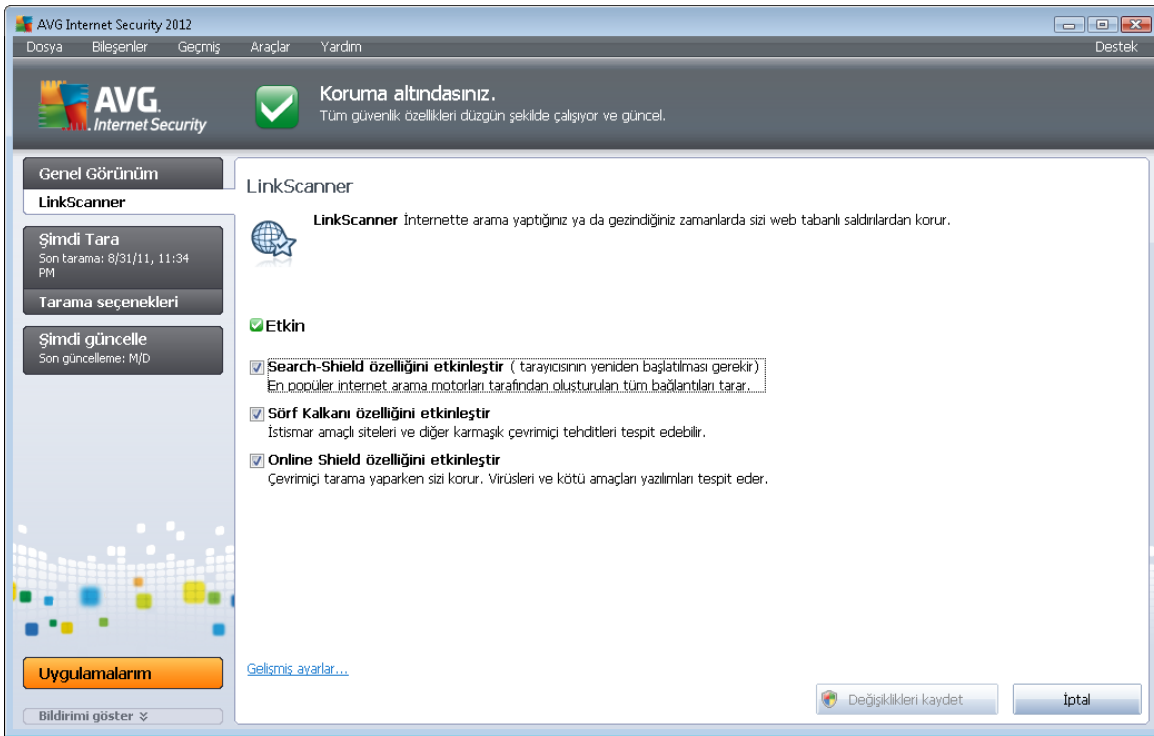 AVG Internet Security 2012
Dosya Bileşenler Geçmiş Araçlar Yardım Destek
AVG.
Internet Security
Koruma altındasınız.
Tüm güvenlik özellikleri düzgün şekilde çalışıyor ve güncel.
Genel Görünüm
LinkScanner
Şimdi Tara
Son tarama: 8/31/11, 11:34
PM
Tarama seçenekleri
Şimdi güncelle
Son güncelleme: M/D
Uygulamalarım
Bildirimi göster
LinkScanner
LinkScanner İnternette arama yaptığınız ya da gezindiğiniz zamanlarda sizi web tabanlı saldırılardan korur.
Etkin
Search-Shield özelliğini etkinleştir ( tarayıcısının yeniden başlatılması gerekir)
En popüler internet arama motorları tarafından oluşturulan tüm bağlantıları tarar.
Sörf Kalkanı özelliğini etkinleştir
İstismar amaçlı siteleri ve diğer karmaşık çevrimiçi tehditleri tespit edebilir.
Online Shield özelliğini etkinleştir
Çevrimiçi tarama yaparken sizi korur. Virüsleri ve kötü amaçları yazılımları tespit eder.
Gelişmiş ayarlar...
Değişiklikleri kaydet
İptal